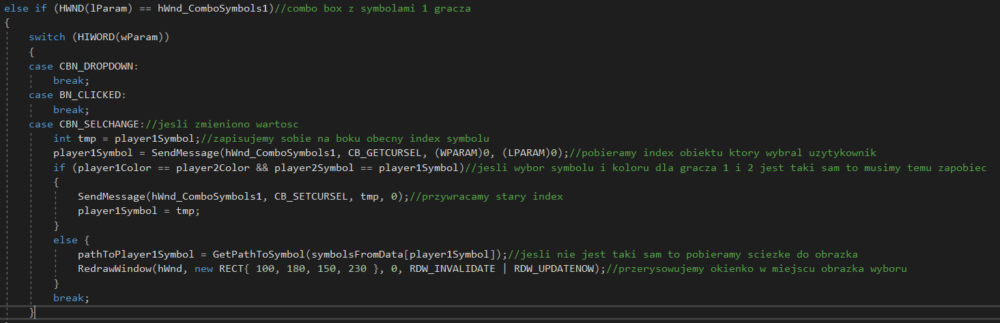 else if (HWND(lParam) == hWnd_ComboSymbols1)//combo box z symbolami 1 gracza
{
    switch (HIWORD(wParam))
    {
    case CBN_DROPDOWN:
        break;
    case BN_CLICKED:
        break;
    case CBN_SELCHANGE://jesli zmieniono wartosc
        int tmp = player1Symbol;//zapisujemy sobie na boku obecny index symbolu
        player1Symbol = SendMessage(hWnd_ComboSymbols1, CB_GETCURSEL, (WPARAM)0, (LPARAM)0);//pobieramy index obiektu ktory wybral uzytykownik
        if (player1Color == player2Color && player2Symbol == player1Symbol)//jesli wybor symbolu i koloru dla gracza 1 i 2 jest taki sam to musimy temu zapobiec
        {
            SendMessage(hWnd_ComboSymbols1, CB_SETCURSEL, tmp, 0);//przywracamy stary index
            player1Symbol = tmp;
        }
        else {
            pathToPlayer1Symbol = GetPathToSymbol(symbolsFromData[player1Symbol]);//jesli nie jest taki sam to pobieramy sciezke do obrazka
            RedrawWindow(hWnd, new RECT{ 100, 180, 150, 230 }, 0, RDW_INVALIDATE | RDW_UPDATENOW);//przerysowujemy okienko w miejscu obrazka wyboru
        }
        break;
    }